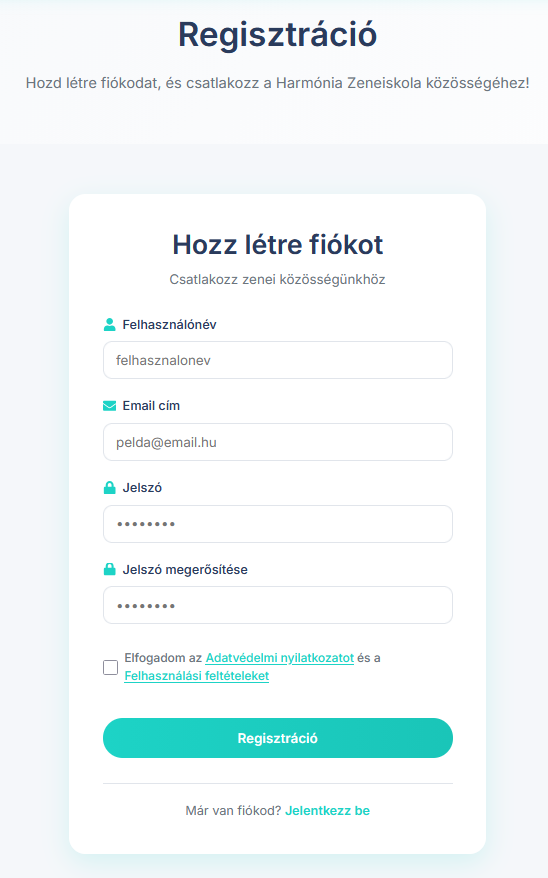 Regisztráció
Hozd létre fiókodat, és csatlakozz a Harmónia Zeneiskola közösségéhez!
Hozz létre fiókot
Csatlakozz zenei közösségünkhöz
Felhasználónév
felhasznalonev
Email cím
pelda@email.hu
Jelszó
••••••••
Jelszó megerősítése
••••••••
Elfogadom az Adatvédelmi nyilatkozatot és a
Felhasználási feltételeket
Regisztráció
Már van fiókod? Jelentkezz be